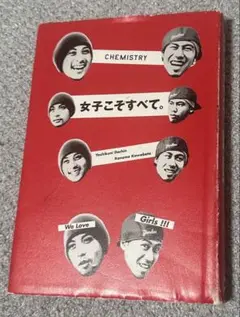 CHEMISTRY
女子こそすべて。
Yoshikuni Dochin
Kaname Kawabata
We Love
Girls !!!